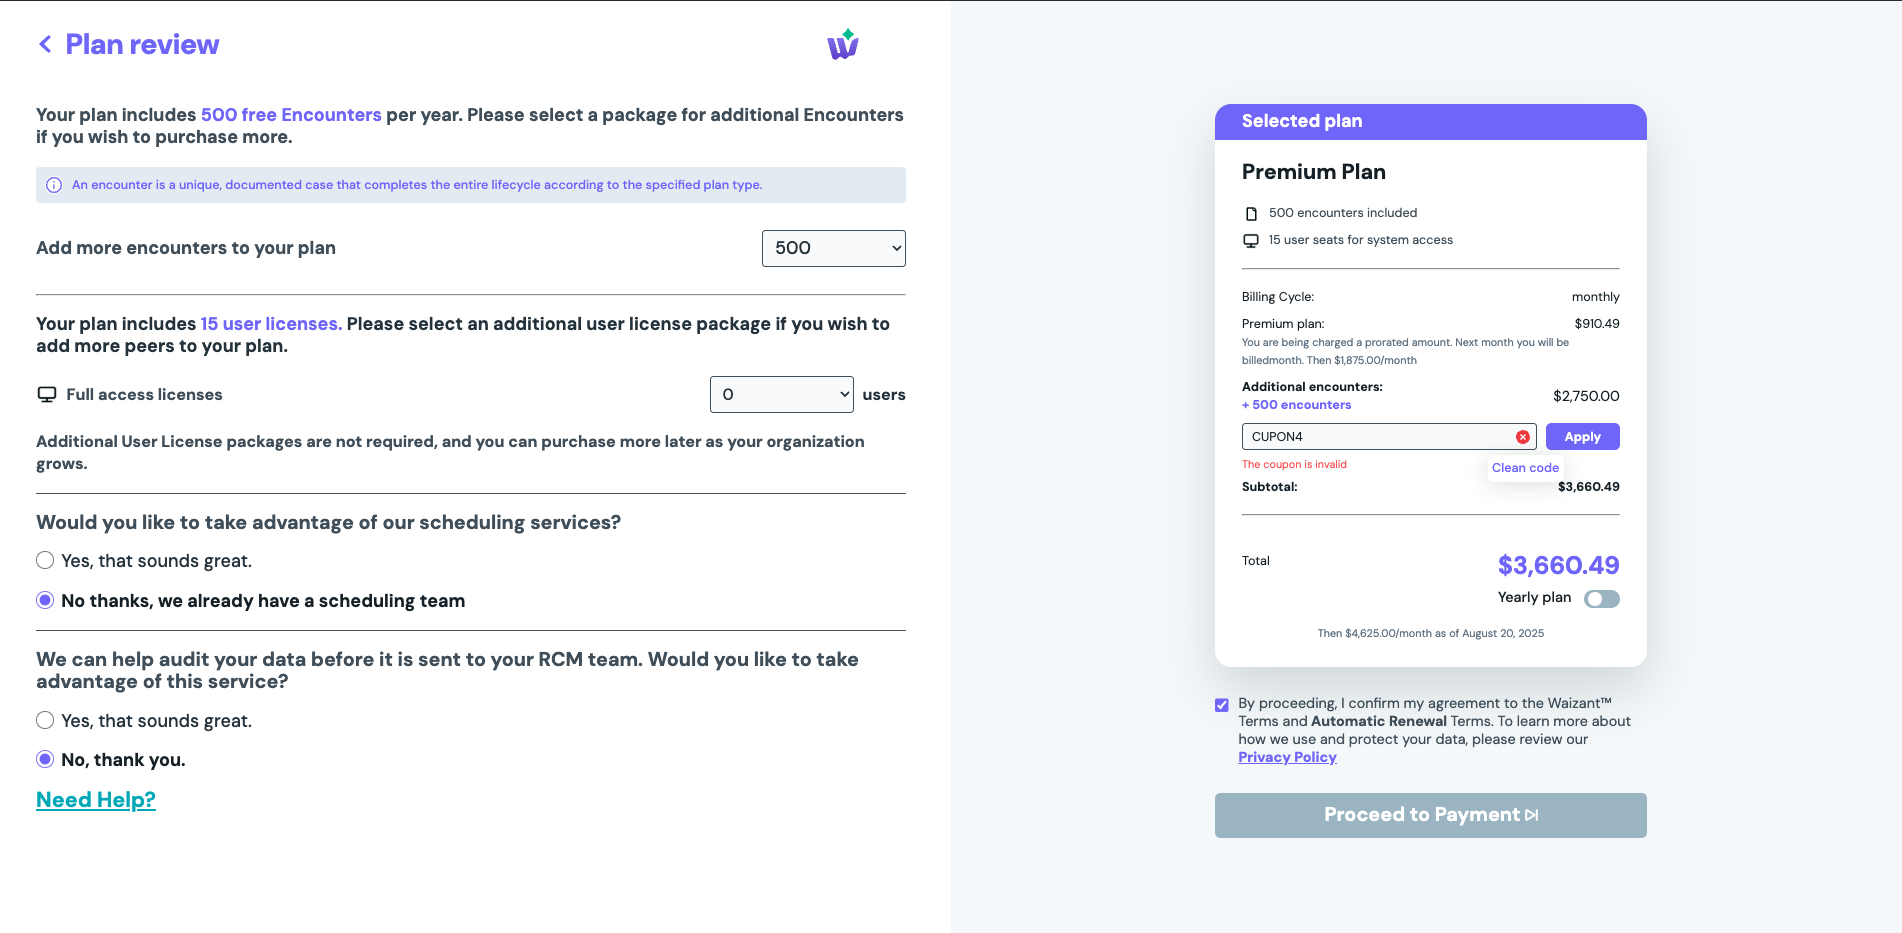 Plan review
Your plan includes 500 free Encounters per year. Please select a package for additional Encounters
if you wish to purchase more.
An encounter is a unique, documented case that completes the entire lifecycle according to the specified plan type.
Add more encounters to your plan
500
Your plan includes 15 user licenses. Please select an additional user license package if you wish to
add more peers to your plan.
Full access licenses
0
users
Additional User License packages are not required, and you can purchase more later as your organization
grows.
Would you like to take advantage of our scheduling services?
Yes, that sounds great.
No thanks, we already have a scheduling team
We can help audit your data before it is sent to your RCM team. Would you like to take
advantage of this service?
Yes, that sounds great.
No, thank you.
Need Help?
Selected plan
Premium Plan
500 encounters included
15 user seats for system access
Billing Cycle: monthly
Premium plan: $910.49
You are being charged a prorated amount. Next month you will be
billedmonth. Then $1,875.00/month
Additional encounters:
+ 500 encounters
$2,750.00
CUPON4
Apply
The coupon is invalid
Clean code
Subtotal: $3,660.49
Total $3,660.49
Yearly plan
Then $4,625.00/month as of August 20, 2025
By proceeding, I confirm my agreement to the Waizant™
Terms and Automatic Renewal Terms. To learn more about
how we use and protect your data, please review our
Privacy Policy
Proceed to Payment